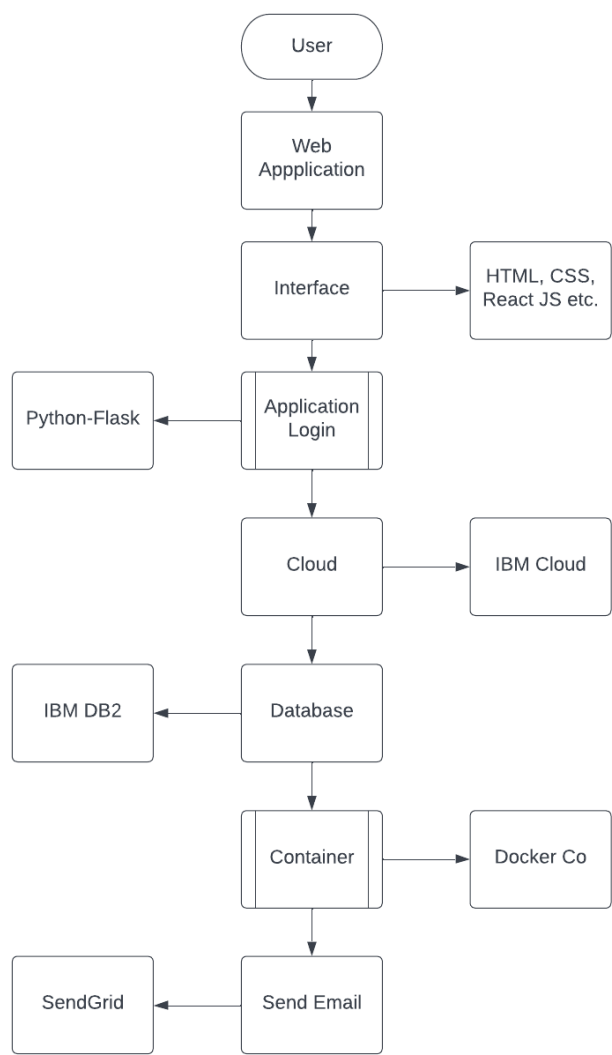 User
Web
Appplication
Interface
HTML, CSS,
React JS etc.
Python-Flask
Application
Login
Cloud
IBM Cloud
IBM DB2
Database
Container
Docker Co
SendGrid
Send Email